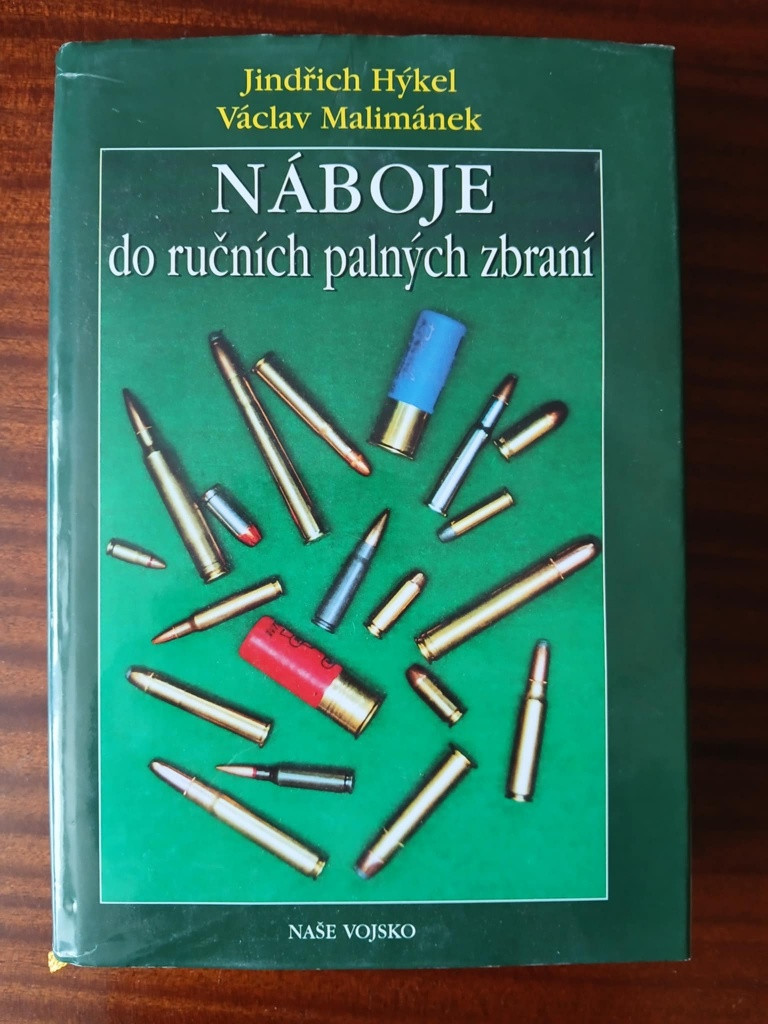 Jindřich Hýkel
Václav Malimánek
NÁBOJE
do ručních palných zbraní
NAŠE VOJSKO